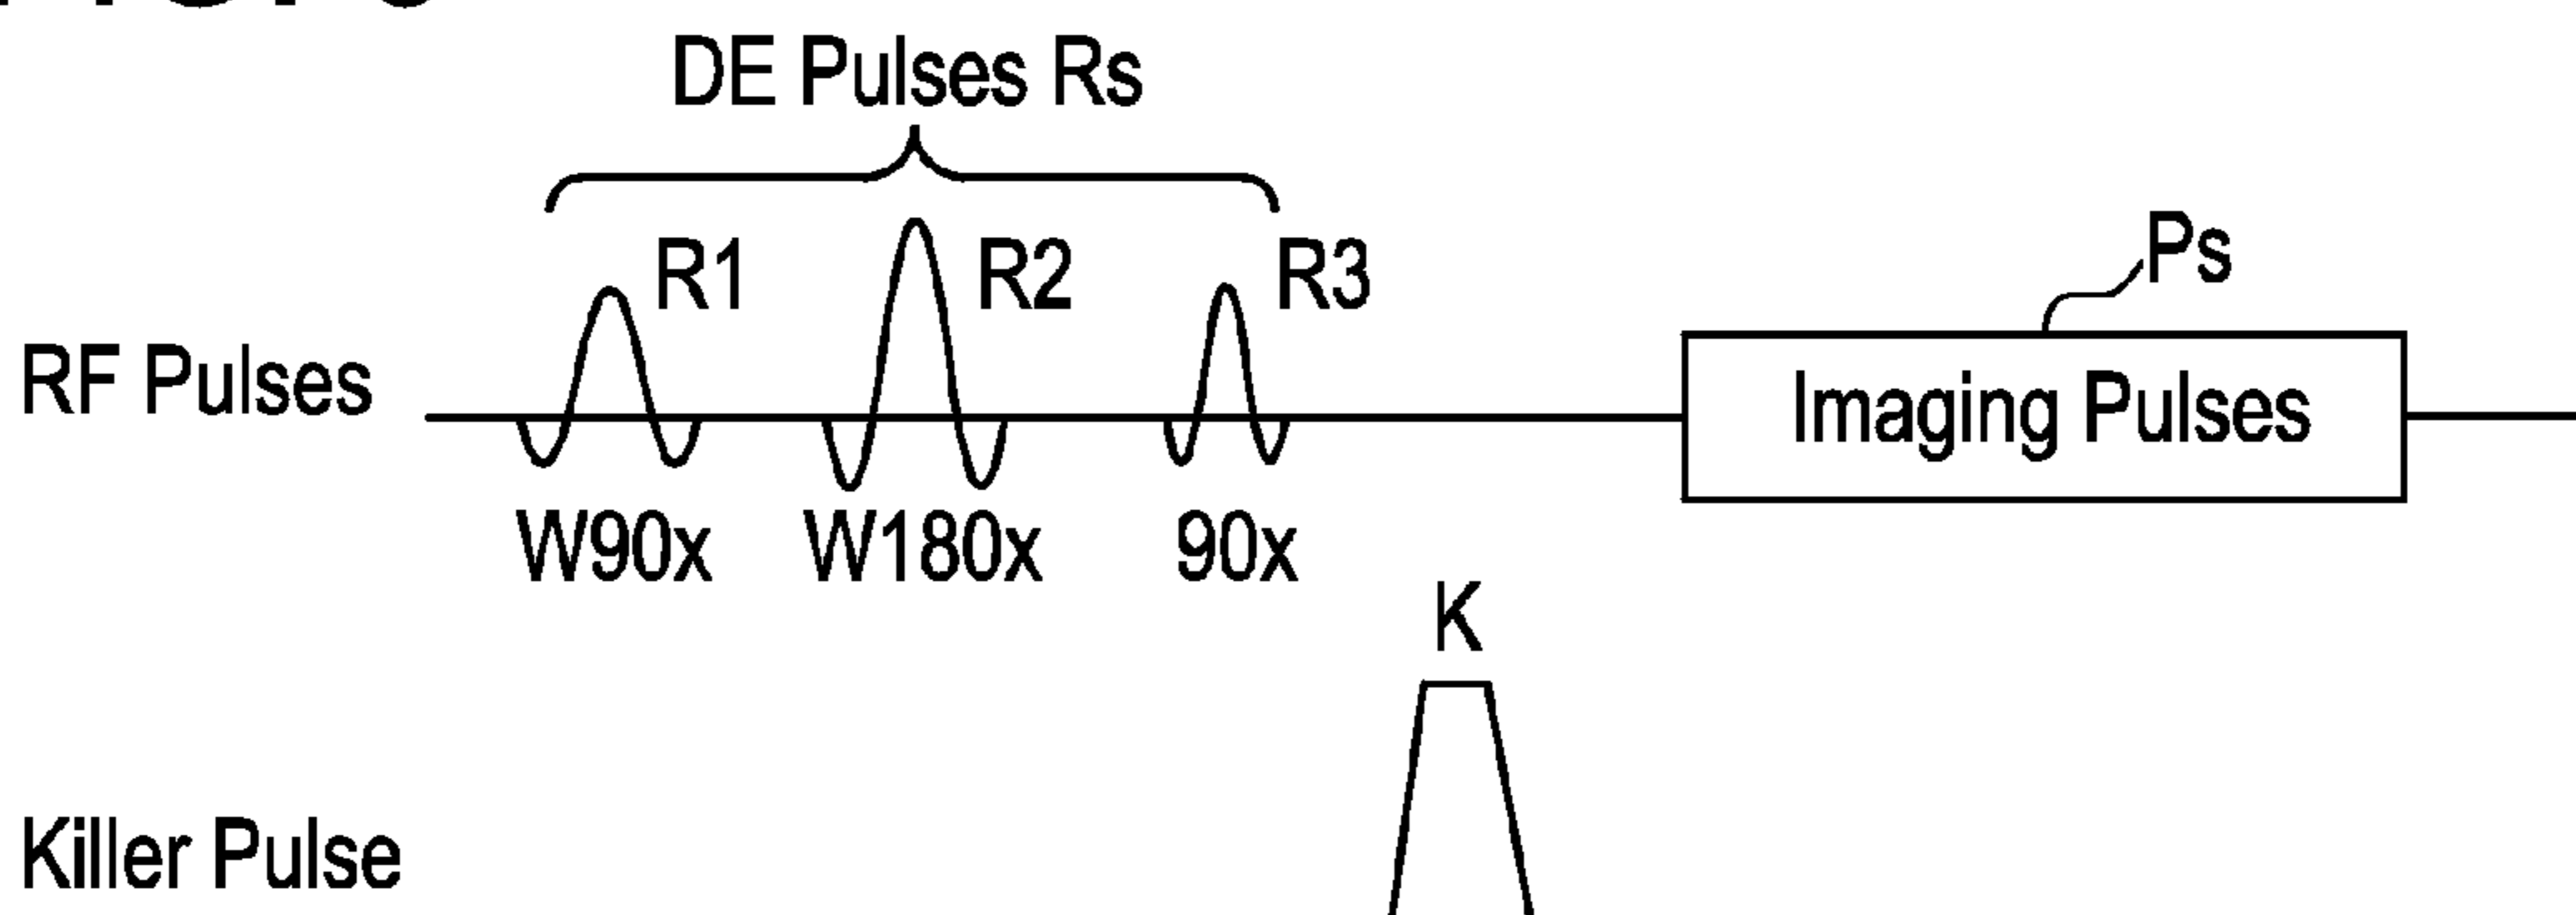 DE Pulses Rs
R1 R2 R3
Ps
RF Pulses
Imaging Pulses
W90x W180x 90x
K
Killer Pulse